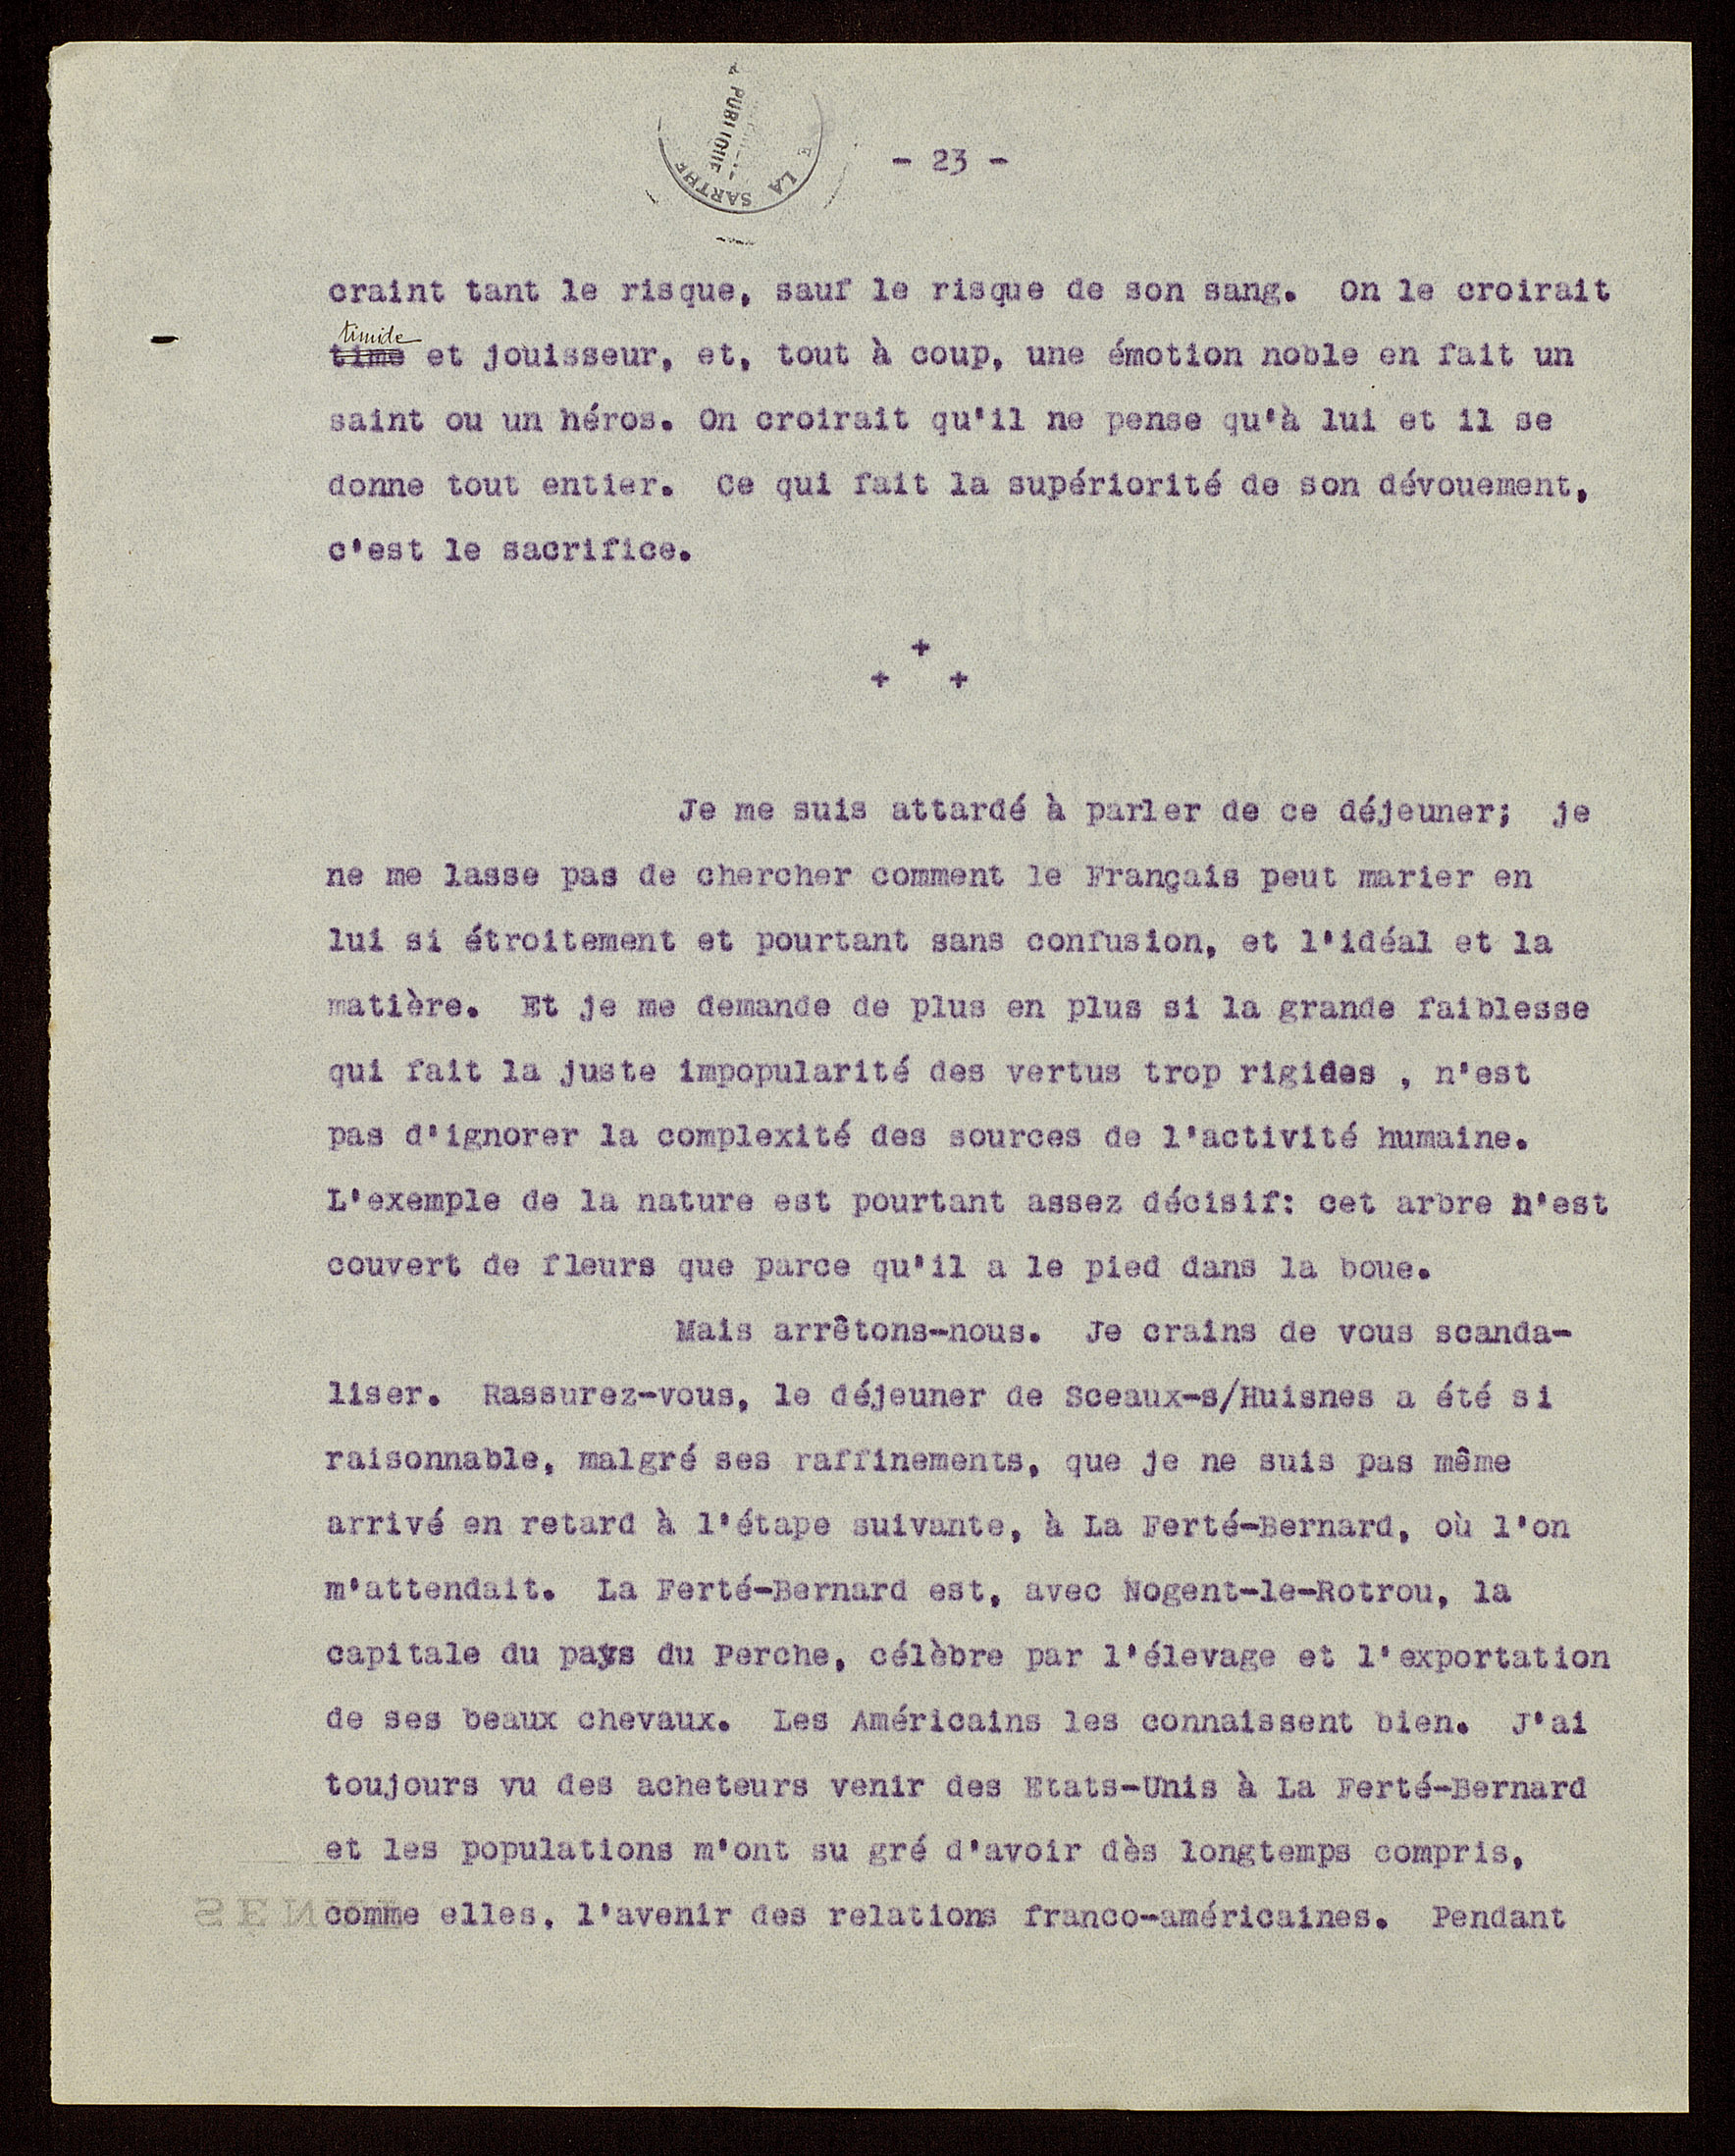 PUBLIQUE
LA SARTHE
- 23 -
craint tant le risque, sauf le risque de son sang. On le croirait
timide
time et jouisseur, et, tout à coup, une émotion noble en fait un
saint ou un héros. On croirait qu'il ne pense qu'à lui et il se
donne tout entier. Ce qui fait la supériorité de son dévouement,
c'est le sacrifice.
+
+ +
Je me suis attardé à parler de ce déjeuner; je
ne me lasse pas de chercher comment le Français peut marier en
lui si étroitement et pourtant sans confusion, et l'idéal et la
matière. Et je me demande de plus en plus si la grande faiblesse
qui fait la juste impopularité des vertus trop rigides , n'est
pas d'ignorer la complexité des sources de l'activité humaine.
L'exemple de la nature est pourtant assez décisif: cet arbre n'est
couvert de fleurs que parce qu'il a le pied dans la boue.
Mais arrêtons-nous. Je crains de vous scanda-
liser. Rassurez-vous, le déjeuner de Sceaux-s/Huisnes a été si
raisonnable, malgré ses raffinements, que je ne suis pas même
arrivé en retard à l'étape suivante, à La Ferté-Bernard, où l'on
m'attendait. La Ferté-Bernard est, avec Nogent-le-Rotrou, la
capitale du pays du Perche, célèbre par l'élevage et l'exportation
de ses beaux chevaux. Les Américains les connaissent bien. J'ai
toujours vu des acheteurs venir des Etats-Unis à La Ferté-Bernard
et les populations m'ont su gré d'avoir dès longtemps compris,
comme elles, l'avenir des relations franco-américaines. Pendant